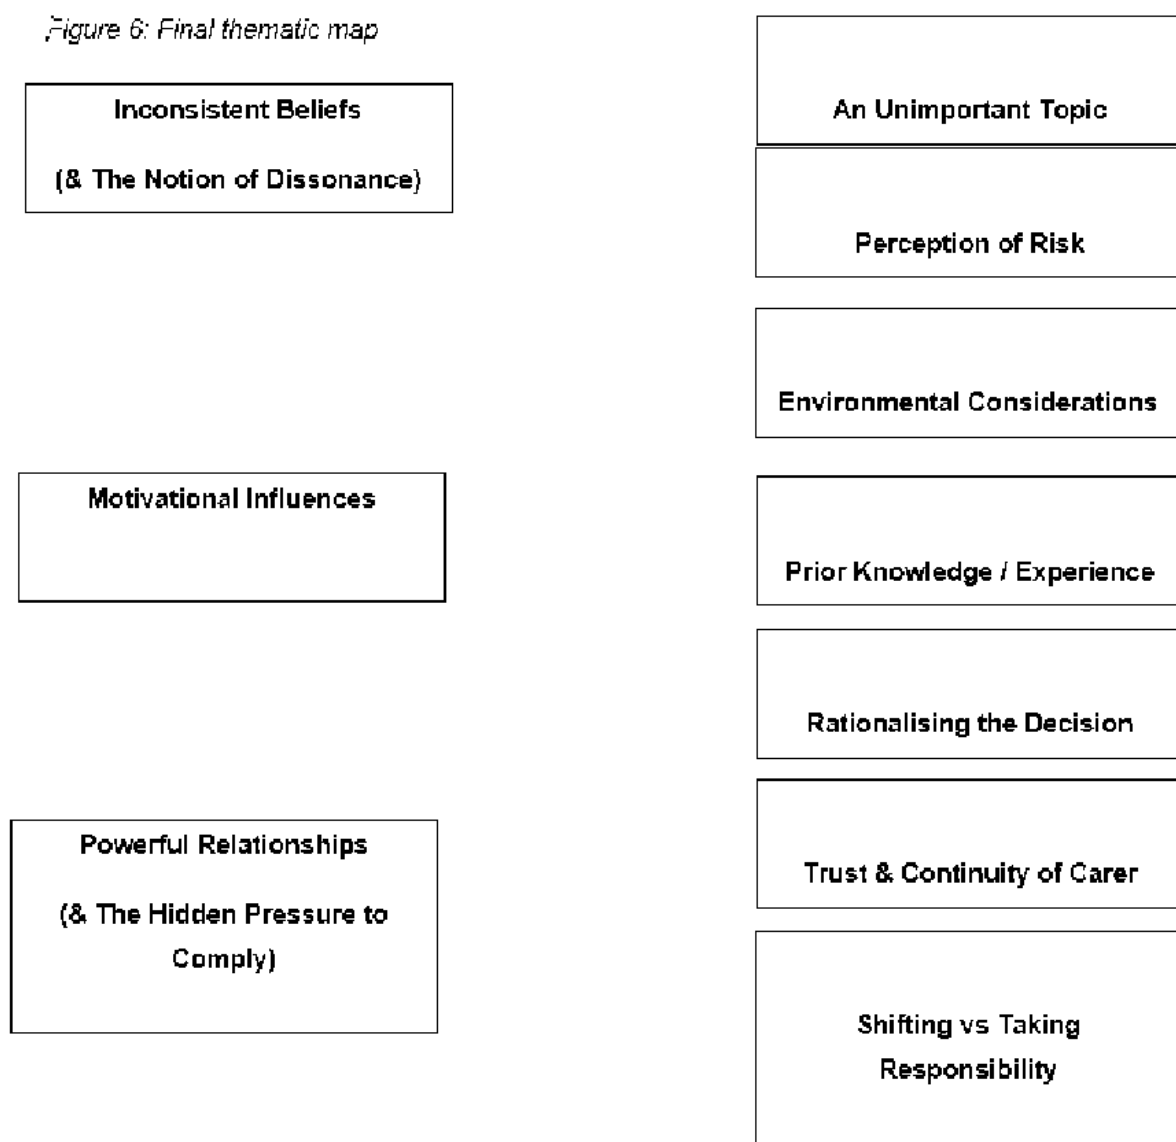 Figure 6: Final thematic map
Inconsistent Beliefs
(& The Notion of Dissonance)
Motivational Influences
Powerful Relationships
(& The Hidden Pressure to
Comply)
An Unimportant Topic
Perception of Risk
Environmental Considerations
Prior Knowledge / Experience
Rationalising the Decision
Trust & Continuity of Carer
Shifting vs Taking
Responsibility